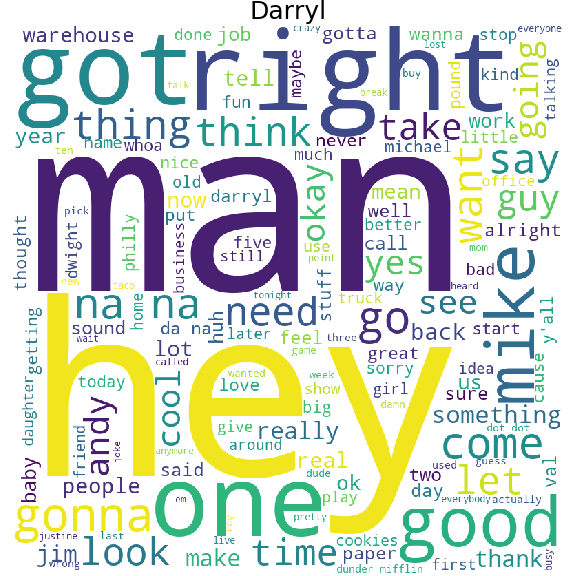 Darryl
warehouse
done
job
gotta
crazy
wanna
stop
everyone
got
right
maybe
lost
tell
talk
fun
buy
kind
pound
going
talking
year
thing
think
break
take
work
name
whoa
never
michael
little
ten
nice
much
want
office
say
man
old
now
darryl
okay
mean
well
guy
thought
dwight
pick
philly
put
business
five
still
use
point
yes
better
call
alright
mom
bad
heard
new
taco
na na
home
tonight
need
stuff
truck
way
go
see
mike
sound
da na
huh
later
feel
back
start
y'all
wait
called
game
three
great
cause
getting
daughter
lot
hey
cool
today
love
wanted
week
sorry
girl
idea
us
sure
show
damn
something
andy
friend
joke
give
big
really
around
come
baby
said
anymore
real
dot dot
used
guess
val
people
em
dude
ok
two
let
gonna
one
play
day
everybody
actually
good
pretty
justine
last
live
rey
cookies
jim
look
time
paper
first
thank
busy
wrong
make
dunder mifflin